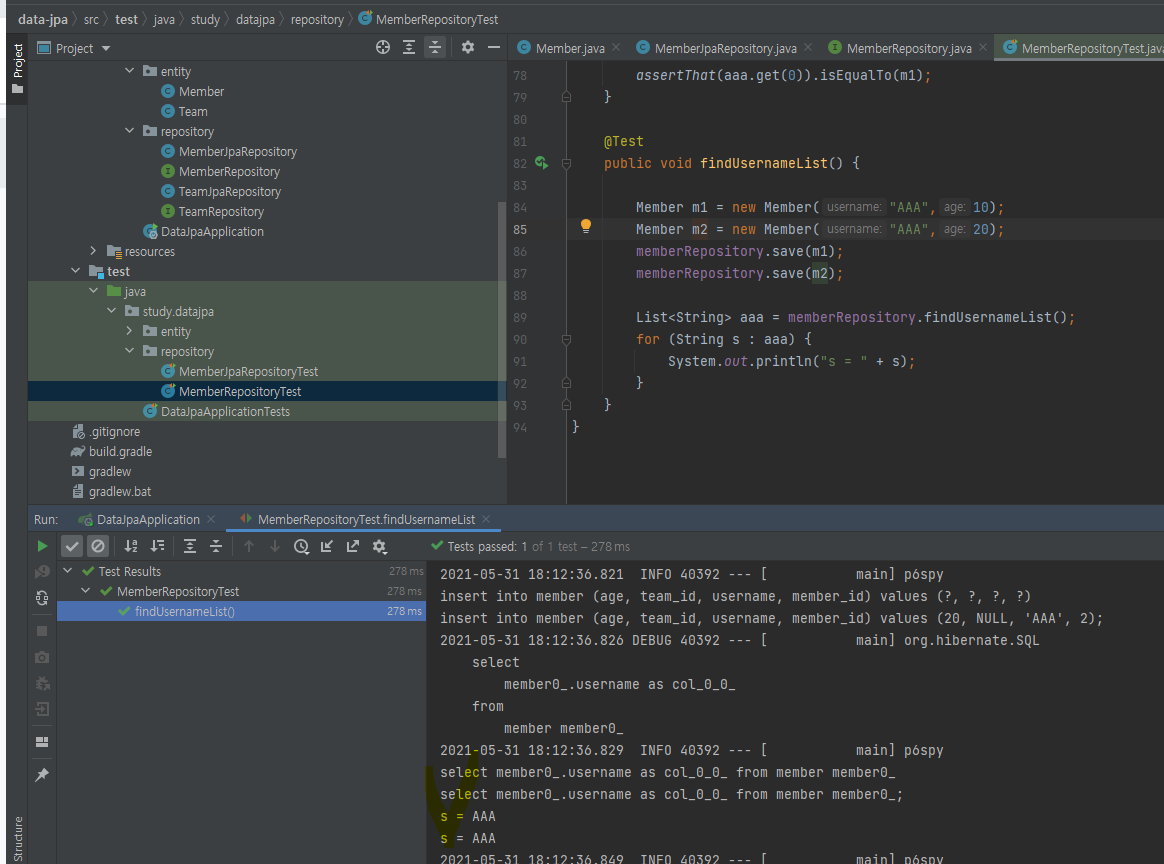 data-jpa 〉 src 〉 test 〉 java 〉 study 〉 datajpa 〉 repository 〉 MemberRepositoryTest
Project
Project
entity
Member
Team
repository
MemberJpaRepository
MemberRepository
TeamJpaRepository
TeamRepository
DataJpaApplication
resources
test
java
study.datajpa
entity
repository
MemberJpaRepositoryTest
MemberRepositoryTest
DataJpaApplicationTests
.gitignore
build.gradle
gradlew
gradlew.bat
Member.java MemberJpaRepository.java MemberRepository.java MemberRepositoryTest.java
78 assertThat(aaa.get(0)).isEqualTo(m1);
79 }
80
81 @Test
82 public void findUsernameList() {
83
84 Member m1 = new Member( username: "AAA", age: 10);
85 Member m2 = new Member( username: "AAA", age: 20);
86 memberRepository.save(m1);
87 memberRepository.save(m2);
88
89 List<String> aaa = memberRepository.findUsernameList();
90 for (String s : aaa) {
91 System.out.println("s = " + s);
92 }
93 }
94 }
Run: DataJpaApplication MemberRepositoryTest.findUsernameList
Tests passed: 1 of 1 test – 278 ms
Test Results 278 ms
MemberRepositoryTest 278 ms
findUsernameList() 278 ms
2021-05-31 18:12:36.821 INFO 40392 --- [ main] p6spy
insert into member (age, team_id, username, member_id) values (?, ?, ?, ?)
insert into member (age, team_id, username, member_id) values (20, NULL, 'AAA', 2);
2021-05-31 18:12:36.826 DEBUG 40392 --- [ main] org.hibernate.SQL
select
member0_.username as col_0_0_
from
member member0_
2021-05-31 18:12:36.829 INFO 40392 --- [ main] p6spy
select member0_.username as col_0_0_ from member member0_
select member0_.username as col_0_0_ from member member0_;
s = AAA
s = AAA
2021-05-31 18:12:36.849 INFO 40392 --- [ main] p6spy
Structure